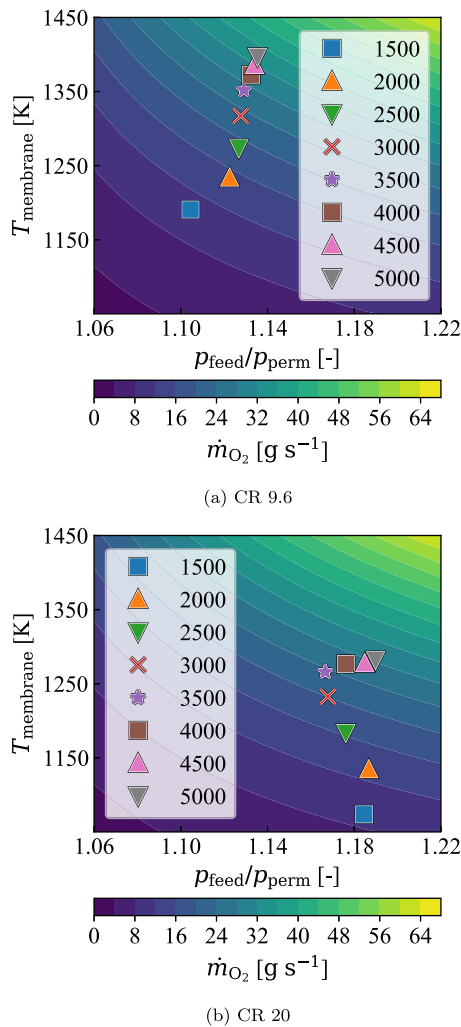 1450
1350
1250
1150
T_membrane [K]
1500
2000
2500
3000
3500
4000
4500
5000
1.06 1.10 1.14 1.18 1.22
p_feed/p_perm [-]
0 8 16 24 32 40 48 56 64
ṁ_O₂ [g s⁻¹]
(a) CR 9.6
1450
1350
1250
1150
T_membrane [K]
1500
2000
2500
3000
3500
4000
4500
5000
1.06 1.10 1.14 1.18 1.22
p_feed/p_perm [-]
0 8 16 24 32 40 48 56 64
ṁ_O₂ [g s⁻¹]
(b) CR 20